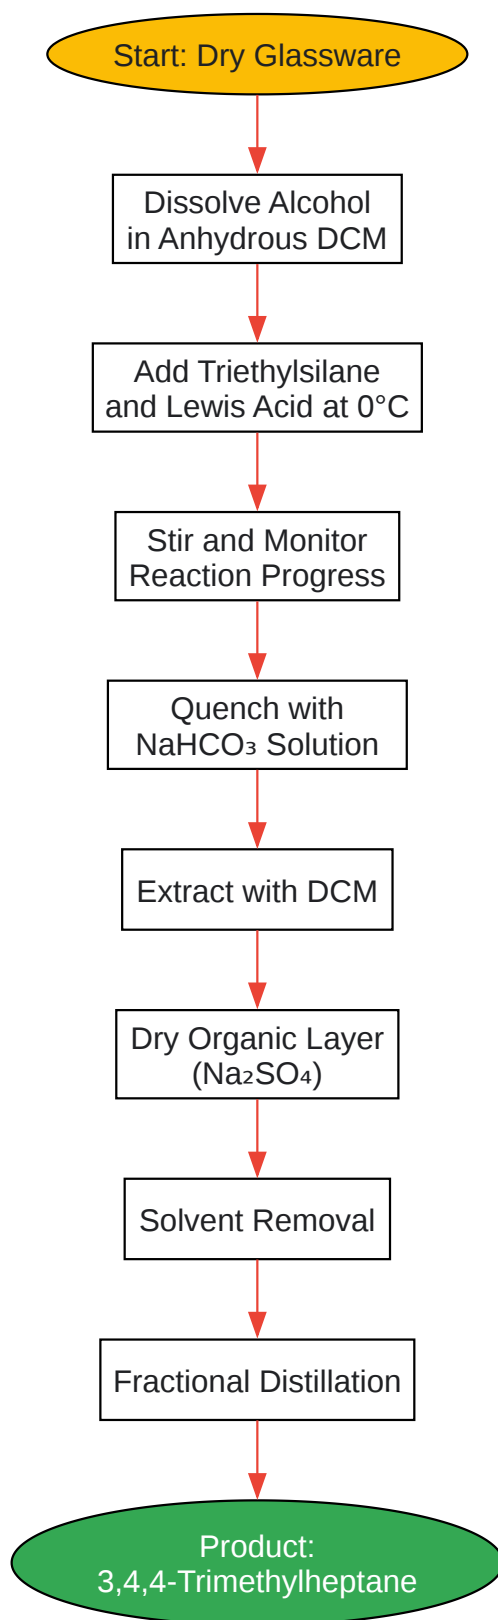 Start: Dry Glassware
Dissolve Alcohol
in Anhydrous DCM
Add Triethylsilane
and Lewis Acid at 0°C
Stir and Monitor
Reaction Progress
Quench with
NaHCO₃ Solution
Extract with DCM
Dry Organic Layer
(Na₂SO₄)
Solvent Removal
Fractional Distillation
Product:
3,4,4-Trimethylheptane